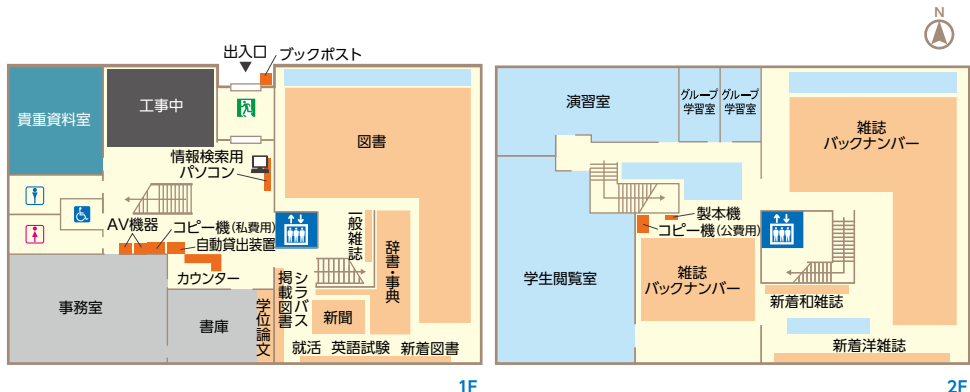 N
出入口
ブックポスト
貴重資料室
工事中
図書
情報検索用
パソコン
AV機器
コピー機(私費用)
自動貸出装置
カウンター
一般雑誌
辞書・事典
事務室
書庫
学位論文
シラバス
掲載図書
新聞
就活
英語試験
新着図書
1F
演習室
グループ
学習室
グループ
学習室
雑誌
バックナンバー
製本機
コピー機(公費用)
学生閲覧室
雑誌
バックナンバー
新着和雑誌
新着洋雑誌
2F